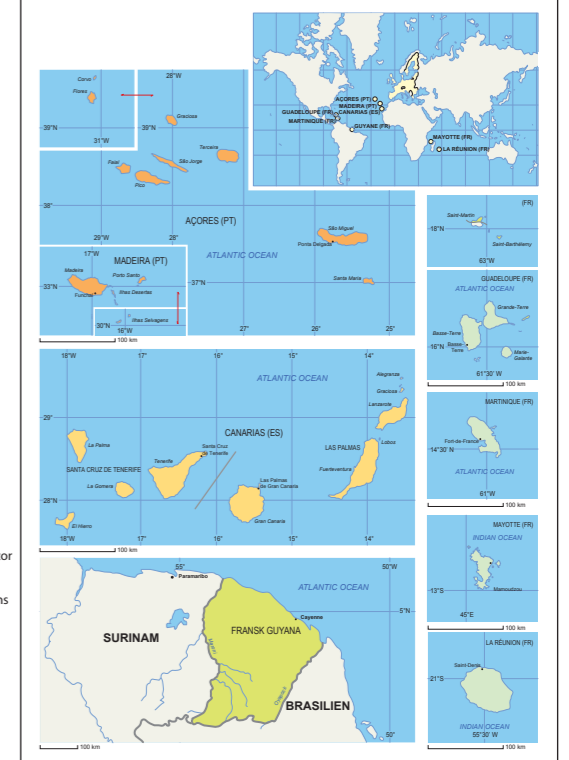 Corvo
Flores
39°N
31°W
28°W
Graciosa
39°N
Terceira
São Jorge
Faial
Pico
AÇORES (PT)
MADEIRA (PT)
GUADELOUPE (FR)
CANARIAS (ES)
MARTINIQUE (FR)
GUYANE (FR)
MAYOTTE (FR)
LA RÉUNION (FR)
38°
29°W
28°
AÇORES (PT)
São Miguel
Ponta Delgada
ATLANTIC OCEAN
Santa Maria
37°N
27°
26°
25°
17°W
MADEIRA (PT)
Madeira
Porto Santo
33°N
Funchal
Ilhas Desertas
Ilhas Selvagens
30°N
16°W
100 km
18°W
17°
16°
15°
14°
ATLANTIC OCEAN
Alegranza
Graciosa
Lanzarote
29°
CANARIAS (ES)
La Palma
Santa Cruz
de Tenerife
LAS PALMAS
Lobos
Tenerife
SANTA CRUZ DE TENERIFE
Fuerteventura
La Gomera
Las Palmas
de Gran Canaria
28°N
Gran Canaria
El Hierro
18°W
17°
16°
15°
14°
100 km
tor
ns
55°
50°W
Paramaribo
ATLANTIC OCEAN
5°N
Cayenne
SURINAM
FRANSK GUYANA
BRASILIEN
50°
100 km
(FR)
Saint-Martin
18°N
Saint-Barthélemy
63°W
GUADELOUPE (FR)
ATLANTIC OCEAN
Grande-Terre
Basse-Terre
16°N
Basse-
Terre
Marie-
Galante
61°30' W
100 km
MARTINIQUE (FR)
Fort-de-France
14°30' N
ATLANTIC OCEAN
61°W
100 km
MAYOTTE (FR)
INDIAN OCEAN
Mamoudzou
13°S
45°E
100 km
LA RÉUNION (FR)
Saint-Denis
21°S
INDIAN OCEAN
55°30' W
100 km